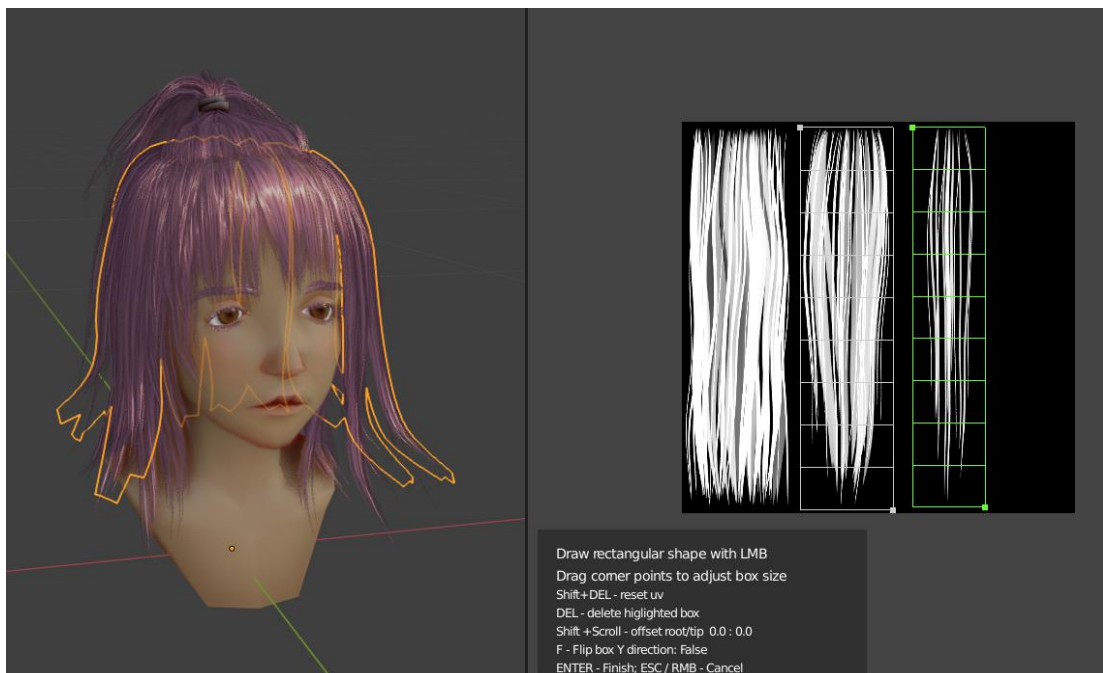 Draw rectangular shape with LMB
Drag corner points to adjust box size
Shift+DEL - reset uv
DEL - delete higlighted box
Shift +Scroll - offset root/tip 0.0 : 0.0
F - Flip box Y direction: False
ENTER - Finish; ESC / RMB - Cancel